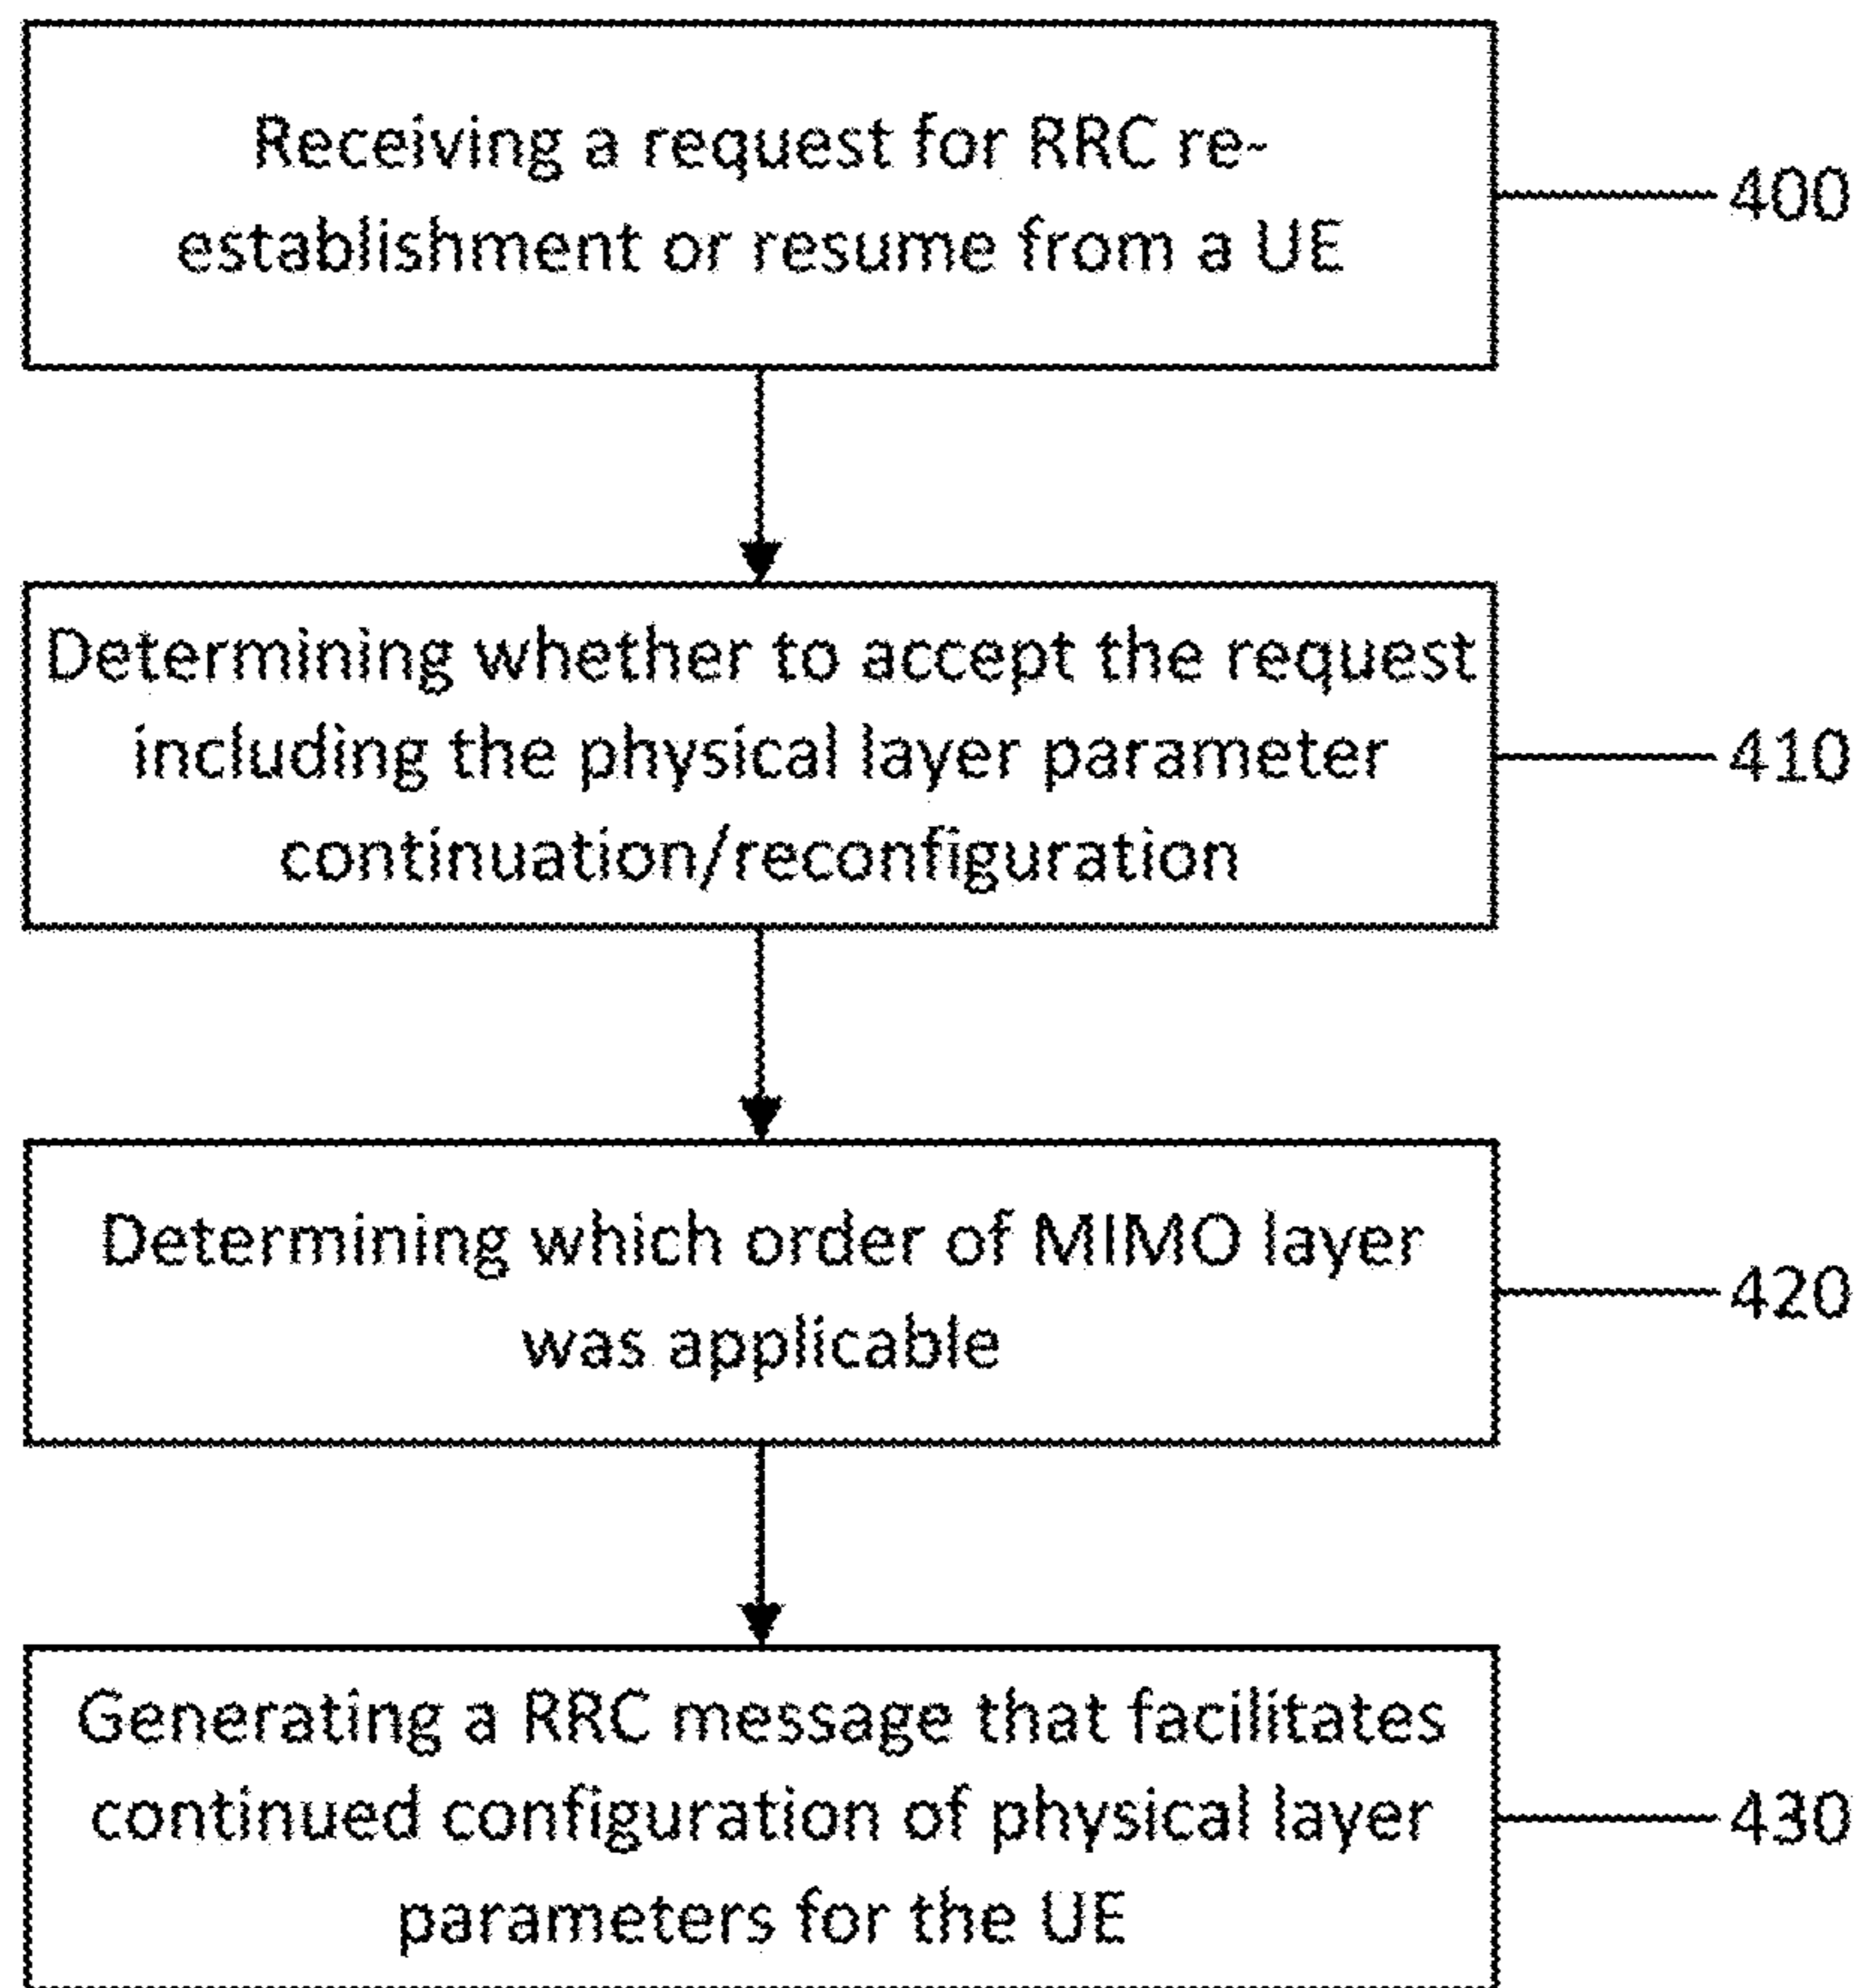 Receiving a request for RRC re-
establishment or resume from a UE
400
Determining whether to accept the request
including the physical layer parameter
continuation/reconfiguration
410
Determining which order of MIMO layer
was applicable
420
Generating a RRC message that facilitates
continued configuration of physical layer
parameters for the UE
430